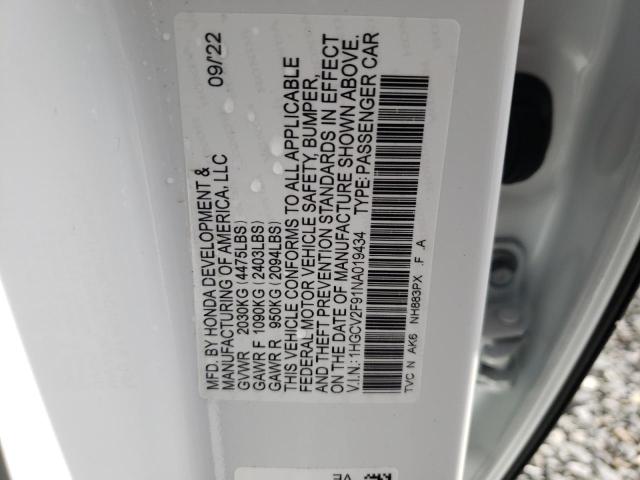 MFD. BY HONDA DEVELOPMENT & 09/22
MANUFACTURING OF AMERICA, LLC
GVWR 2030KG (4475LBS)
GAWR F 1090KG (2403LBS)
GAWR R 950KG (2094LBS)
THIS VEHICLE CONFORMS TO ALL APPLICABLE
FEDERAL MOTOR VEHICLE SAFETY, BUMPER,
AND THEFT PREVENTION STANDARDS IN EFFECT
ON THE DATE OF MANUFACTURE SHOWN ABOVE.
V.I.N.:1HGCV2F91NA019434 TYPE:PASSENGER CAR
TVC N AK6 NH883PX .F .A